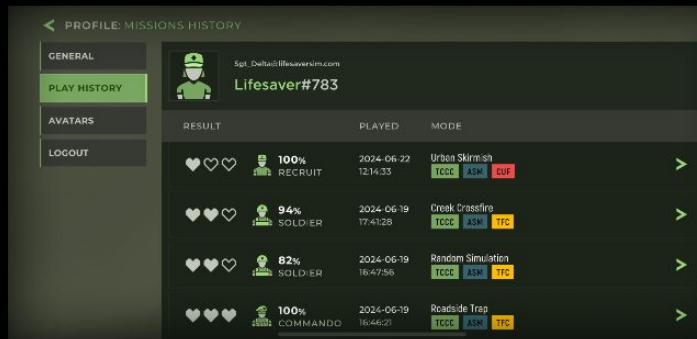 PROFILE: MISSIONS HISTORY
GENERAL
PLAY HISTORY
AVATARS
LOGOUT
Sgt_Delta@lifesaversim.com
Lifesaver#783
RESULT PLAYED MODE
100% RECRUIT 2024-06-22 12:14:33 Urban Skirmish TCCC ASM CUF
94% SOLDIER 2024-06-19 17:41:28 Creek Crossfire TCCC ASM TFC
82% SOLDIER 2024-06-19 16:47:56 Random Simulation TCCC ASM TFC
100% COMMANDO 2024-06-19 16:46:21 Roadside Trap TCCC ASM TFC